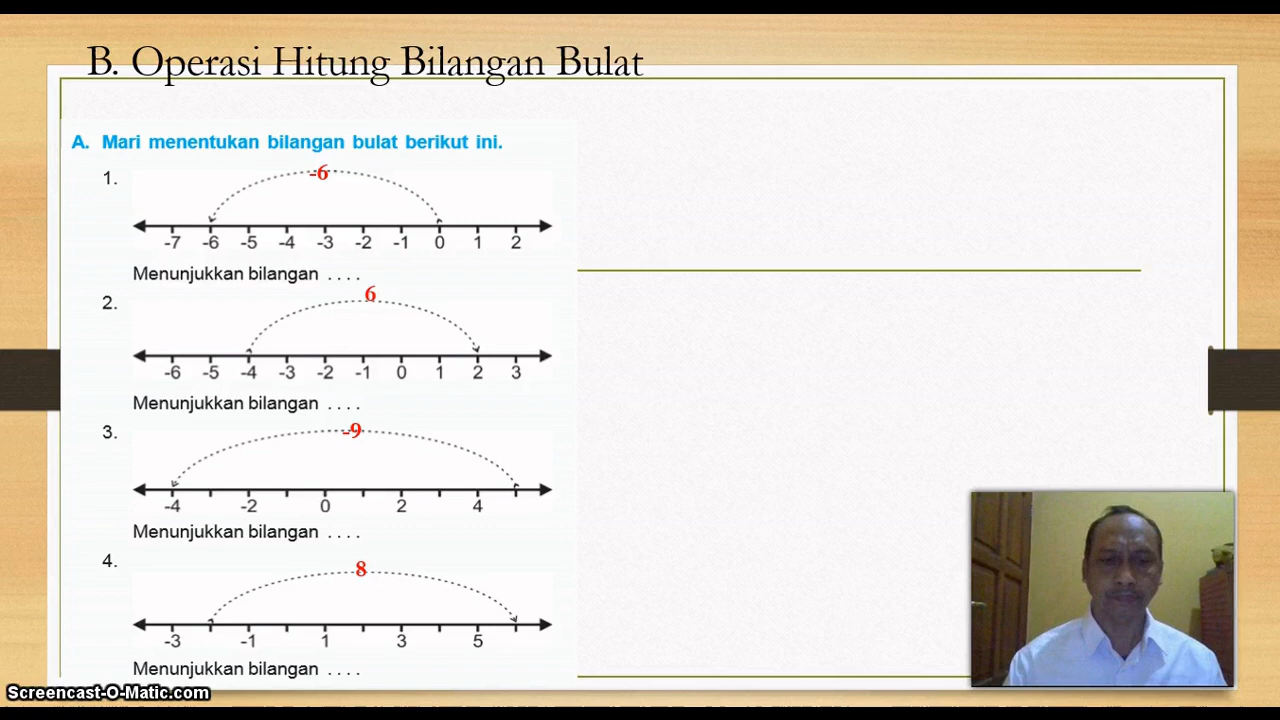 B. Operasi Hitung Bilangan Bulat
A. Mari menentukan bilangan bulat berikut ini.
1.
-6
-7 -6 -5 -4 -3 -2 -1 0 1 2
Menunjukkan bilangan . . . .
2.
6
-6 -5 -4 -3 -2 -1 0 1 2 3
Menunjukkan bilangan . . . .
3.
-9
-4 -2 0 2 4
Menunjukkan bilangan . . . .
4.
8
-3 -1 1 3 5
Menunjukkan bilangan . . . .
Screencast-O-Matic.com